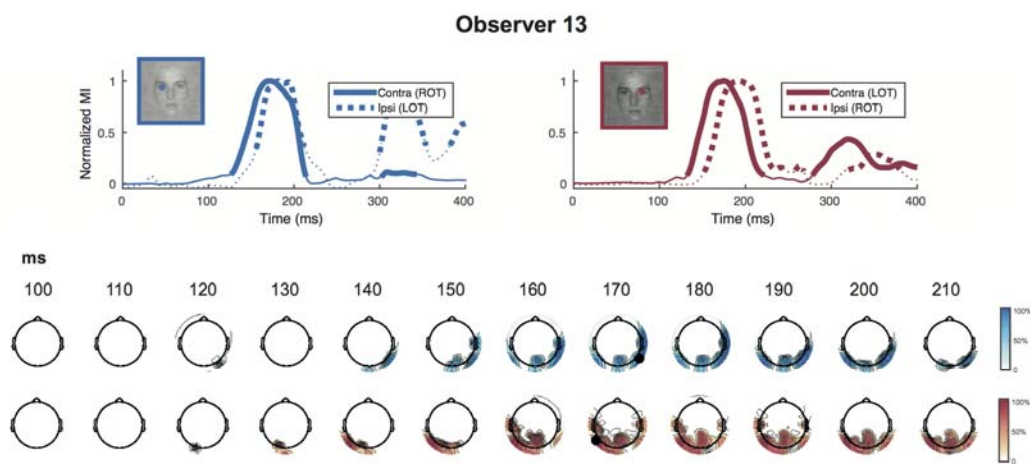 Observer 13
Normalized MI
1
0.5
0
Contra (ROT)
Ipsi (LOT)
0 100 200 300 400
Time (ms)
1
0.5
0
Contra (LOT)
Ipsi (ROT)
0 100 200 300 400
Time (ms)
ms
100 110 120 130 140 150 160 170 180 190 200 210
100%
50%
0
100%
50%
0